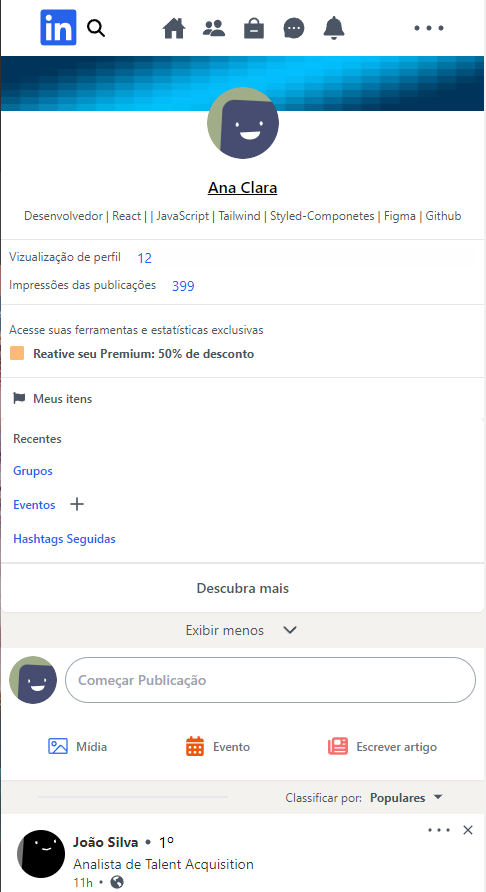 in
Ana Clara
Desenvolvedor | React | | JavaScript | Tailwind | Styled-Componetes | Figma | Github
Vizualização de perfil 12
Impressões das publicações 399
Acesse suas ferramentas e estatísticas exclusivas
Reative seu Premium: 50% de desconto
Meus itens
Recentes
Grupos
Eventos +
Hashtags Seguidas
Descubra mais
Exibir menos
Começar Publicação
Mídia Evento Escrever artigo
Classificar por: Populares
João Silva • 1º
Analista de Talent Acquisition
11h •